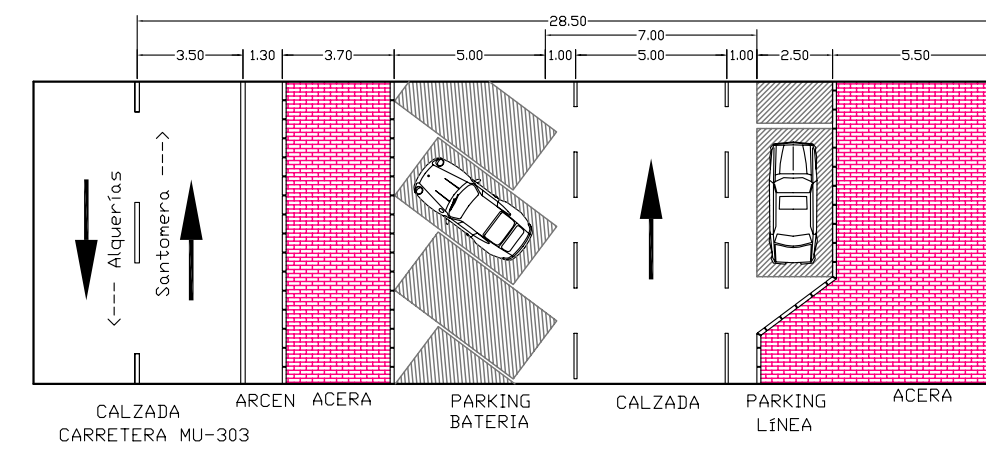 28.50
7.00
3.50 1.30 3.70 5.00 1.00 5.00 1.00 2.50 5.50
<--- Alquerías
Santomera --->
CALZADA
CARRETERA MU-303
ARCEN
ACERA
PARKING
BATERIA
CALZADA
PARKING
LíNEA
ACERA